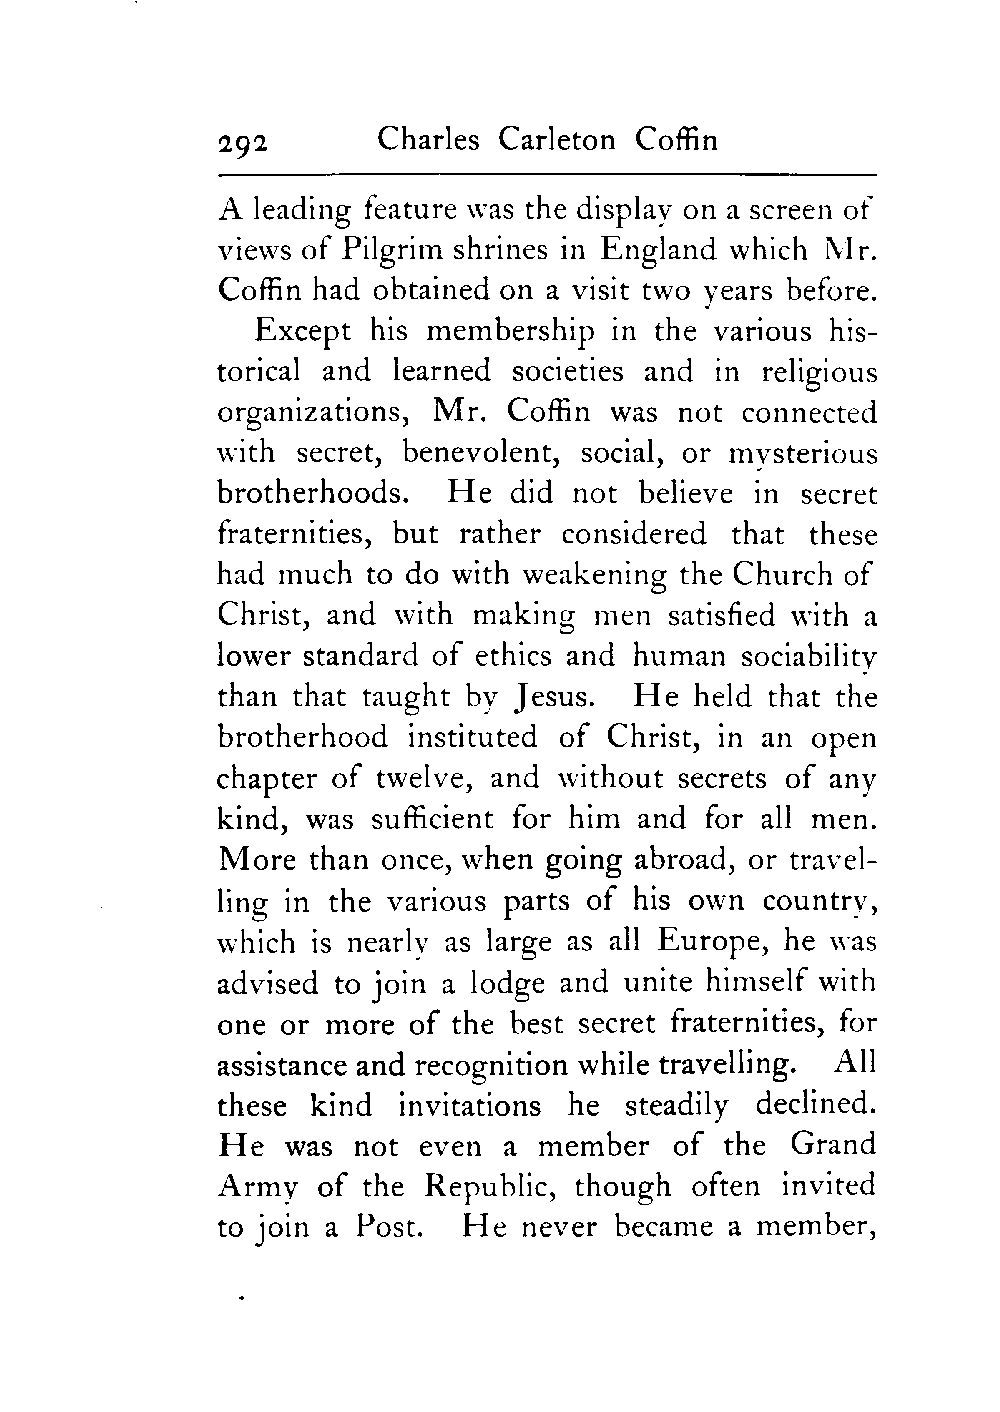 292 Charles Carleton Coffin
A leading feature was the display on a screen of
views of Pilgrim shrines in England which Mr.
Coffin had obtained on a visit two years before.
Except his membership in the various his-
torical and learned societies and in religious
organizations, Mr. Coffin was not connected
with secret, benevolent, social, or mysterious
brotherhoods. He did not believe in secret
fraternities, but rather considered that these
had much to do with weakening the Church of
Christ, and with making men satisfied with a
lower standard of ethics and human sociability
than that taught by Jesus. He held that the
brotherhood instituted of Christ, in an open
chapter of twelve, and without secrets of any
kind, was sufficient for him and for all men.
More than once, when going abroad, or travel-
ling in the various parts of his own country,
which is nearly as large as all Europe, he was
advised to join a lodge and unite himself with
one or more of the best secret fraternities, for
assistance and recognition while travelling. All
these kind invitations he steadily declined.
He was not even a member of the Grand
Army of the Republic, though often invited
to join a Post. He never became a member,